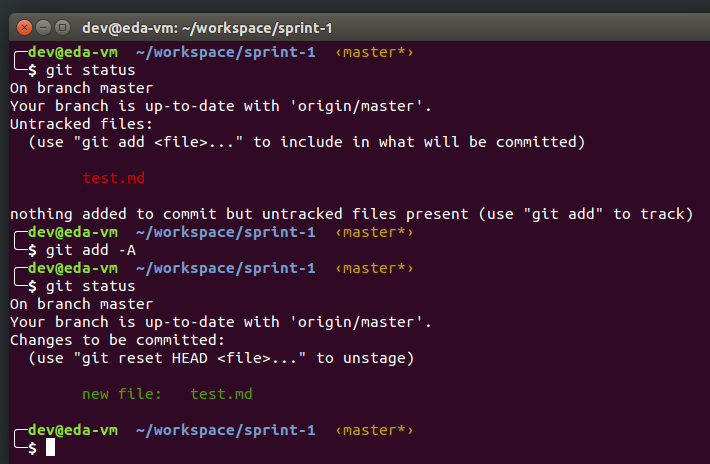 dev@eda-vm: ~/workspace/sprint-1
dev@eda-vm ~/workspace/sprint-1 ‹master*›
$ git status
On branch master
Your branch is up-to-date with 'origin/master'.
Untracked files:
(use "git add <file>..." to include in what will be committed)
test.md
nothing added to commit but untracked files present (use "git add" to track)
dev@eda-vm ~/workspace/sprint-1 ‹master*›
$ git add -A
dev@eda-vm ~/workspace/sprint-1 ‹master*›
$ git status
On branch master
Your branch is up-to-date with 'origin/master'.
Changes to be committed:
(use "git reset HEAD <file>..." to unstage)
new file: test.md
dev@eda-vm ~/workspace/sprint-1 ‹master*›
$